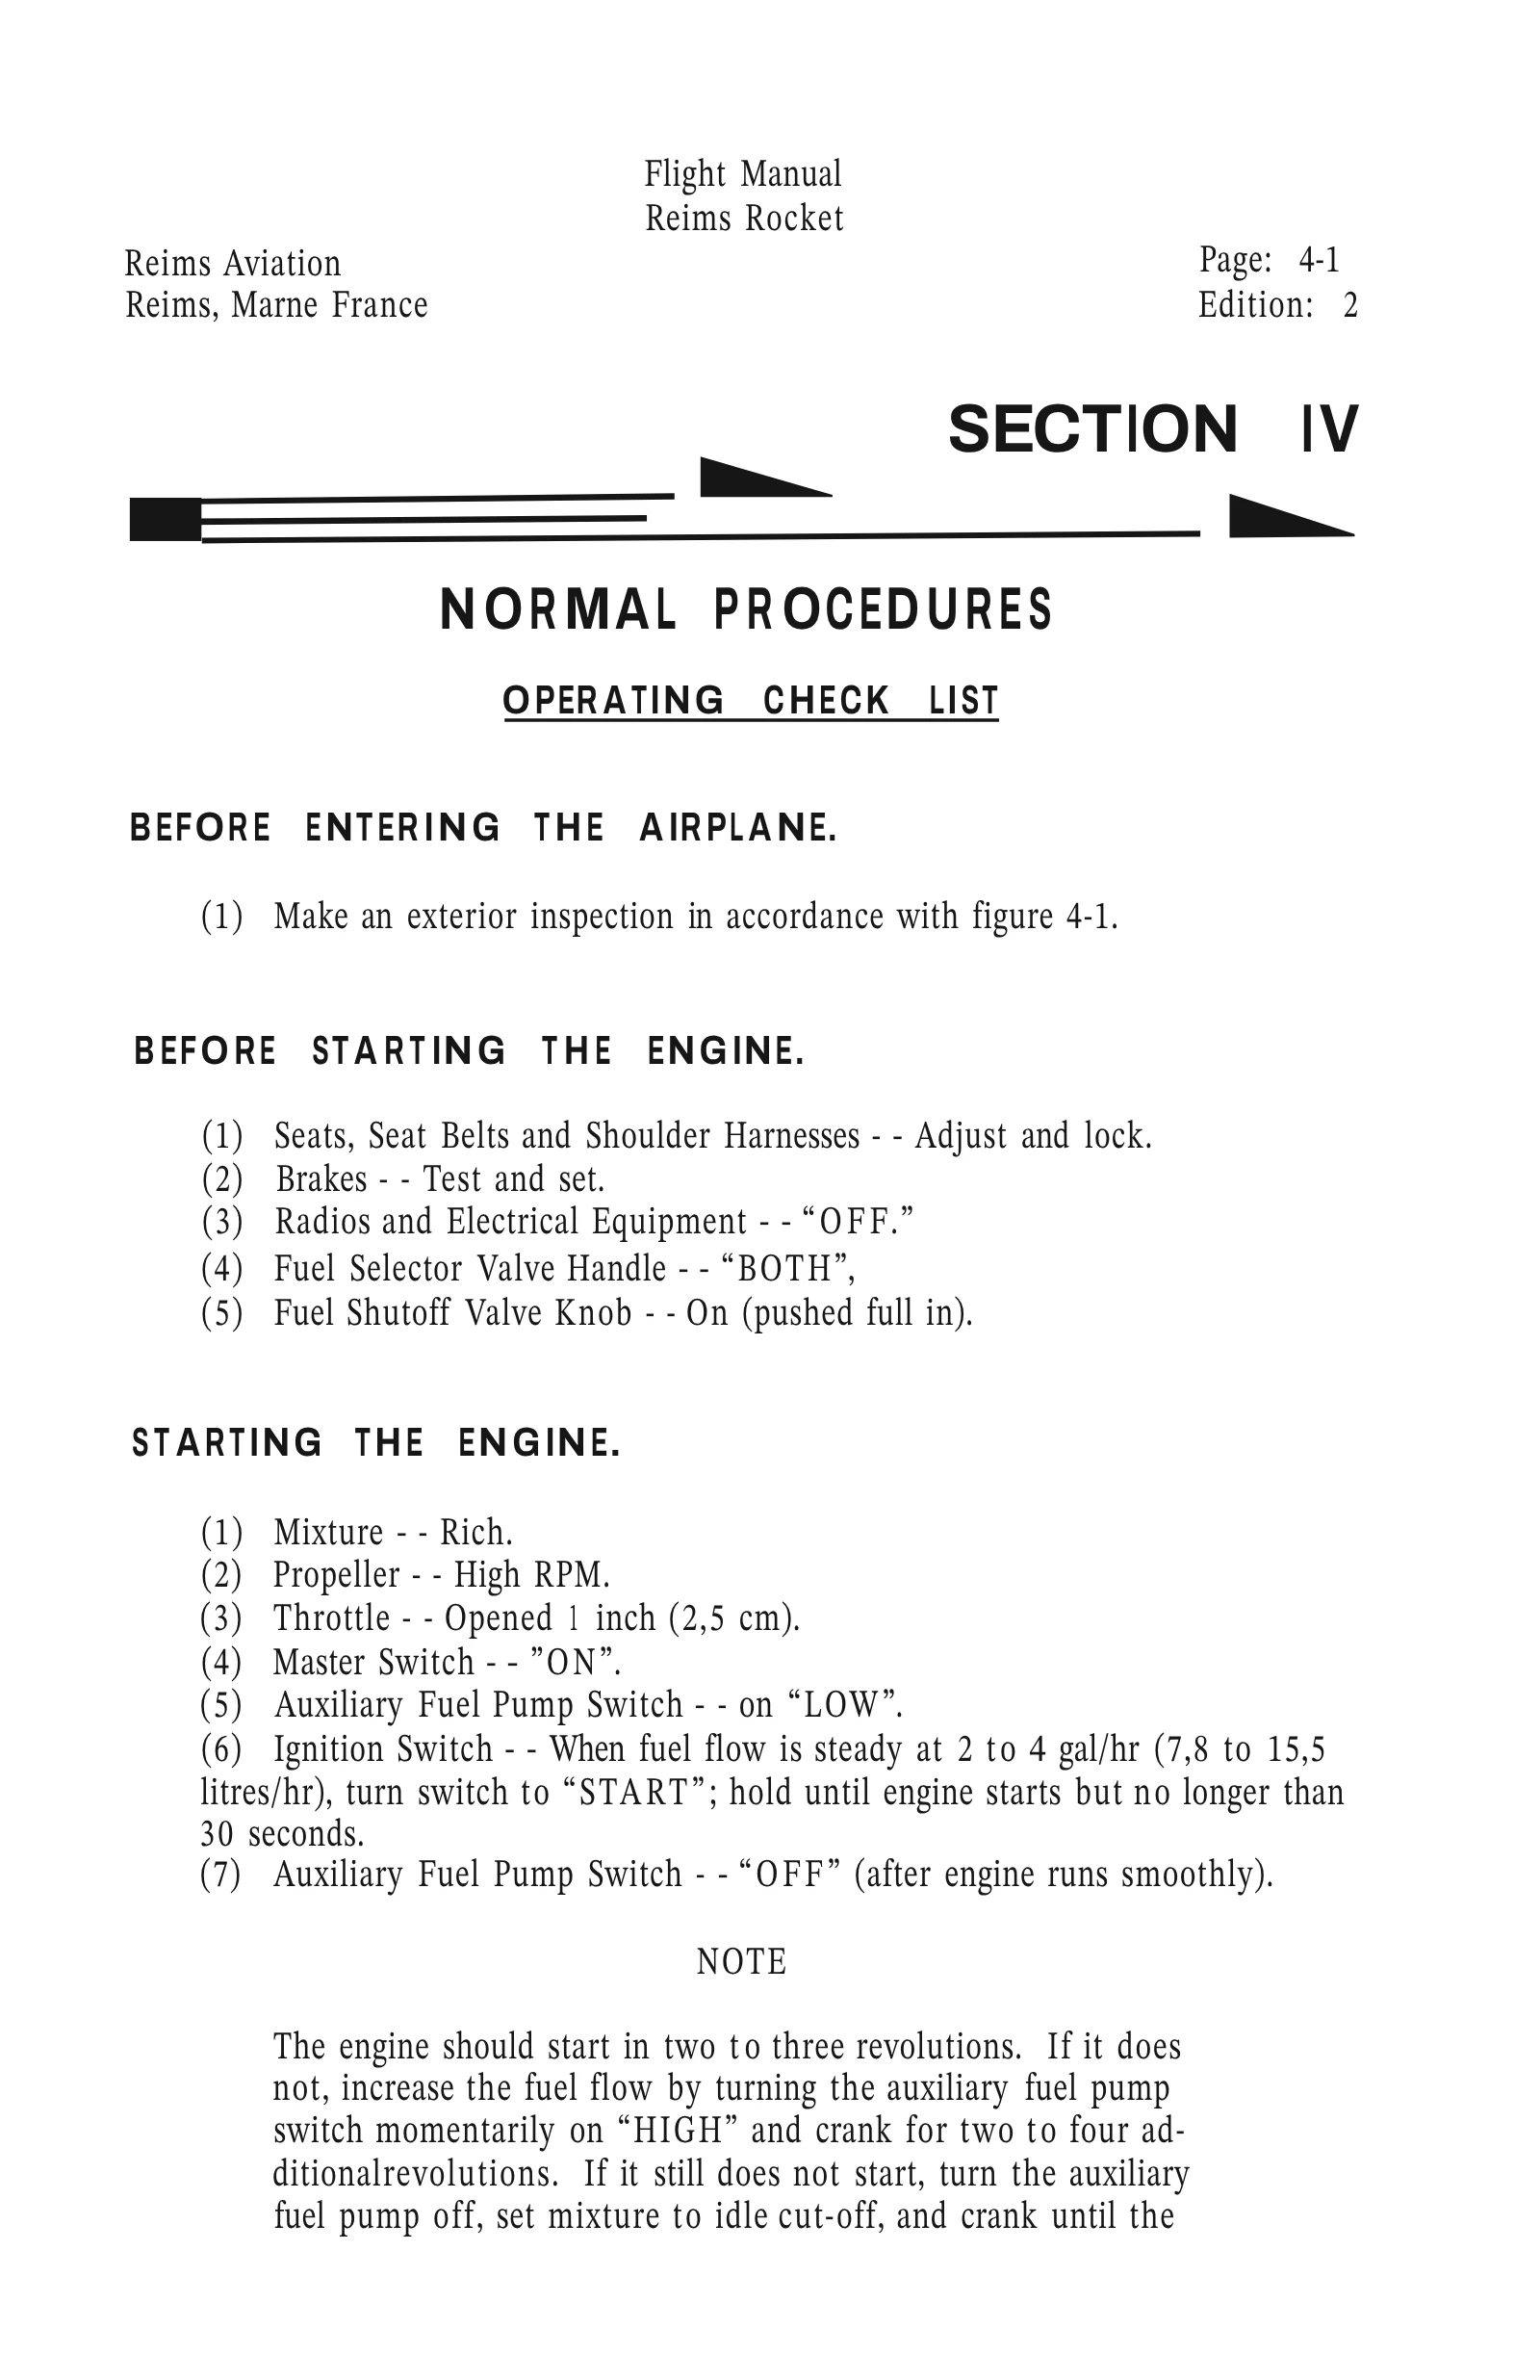 Flight Manual
Reims Rocket
Reims Aviation
Reims, Marne France
Page: 4-1
Edition: 2
SECTION IV
NORMAL PROCEDURES
OPERATING CHECK LIST
BEFORE ENTERING THE AIRPLANE.
(1) Make an exterior inspection in accordance with figure 4-1.
BEFORE STARTING THE ENGINE.
(1) Seats, Seat Belts and Shoulder Harnesses - - Adjust and lock.
(2) Brakes - - Test and set.
(3) Radios and Electrical Equipment - - “OFF.”
(4) Fuel Selector Valve Handle - - “BOTH”,
(5) Fuel Shutoff Valve Knob - - On (pushed full in).
STARTING THE ENGINE.
(1) Mixture - - Rich.
(2) Propeller - - High RPM.
(3) Throttle - - Opened 1 inch (2,5 cm).
(4) Master Switch - - ”ON”.
(5) Auxiliary Fuel Pump Switch - - on “LOW”.
(6) Ignition Switch - - When fuel flow is steady at 2 to 4 gal/hr (7,8 to 15,5
litres/hr), turn switch to “START”; hold until engine starts but no longer than
30 seconds.
(7) Auxiliary Fuel Pump Switch - - “OFF” (after engine runs smoothly).
NOTE
The engine should start in two to three revolutions. If it does
not, increase the fuel flow by turning the auxiliary fuel pump
switch momentarily on “HIGH” and crank for two to four ad-
ditionalrevolutions. If it still does not start, turn the auxiliary
fuel pump off, set mixture to idle cut-off, and crank until the